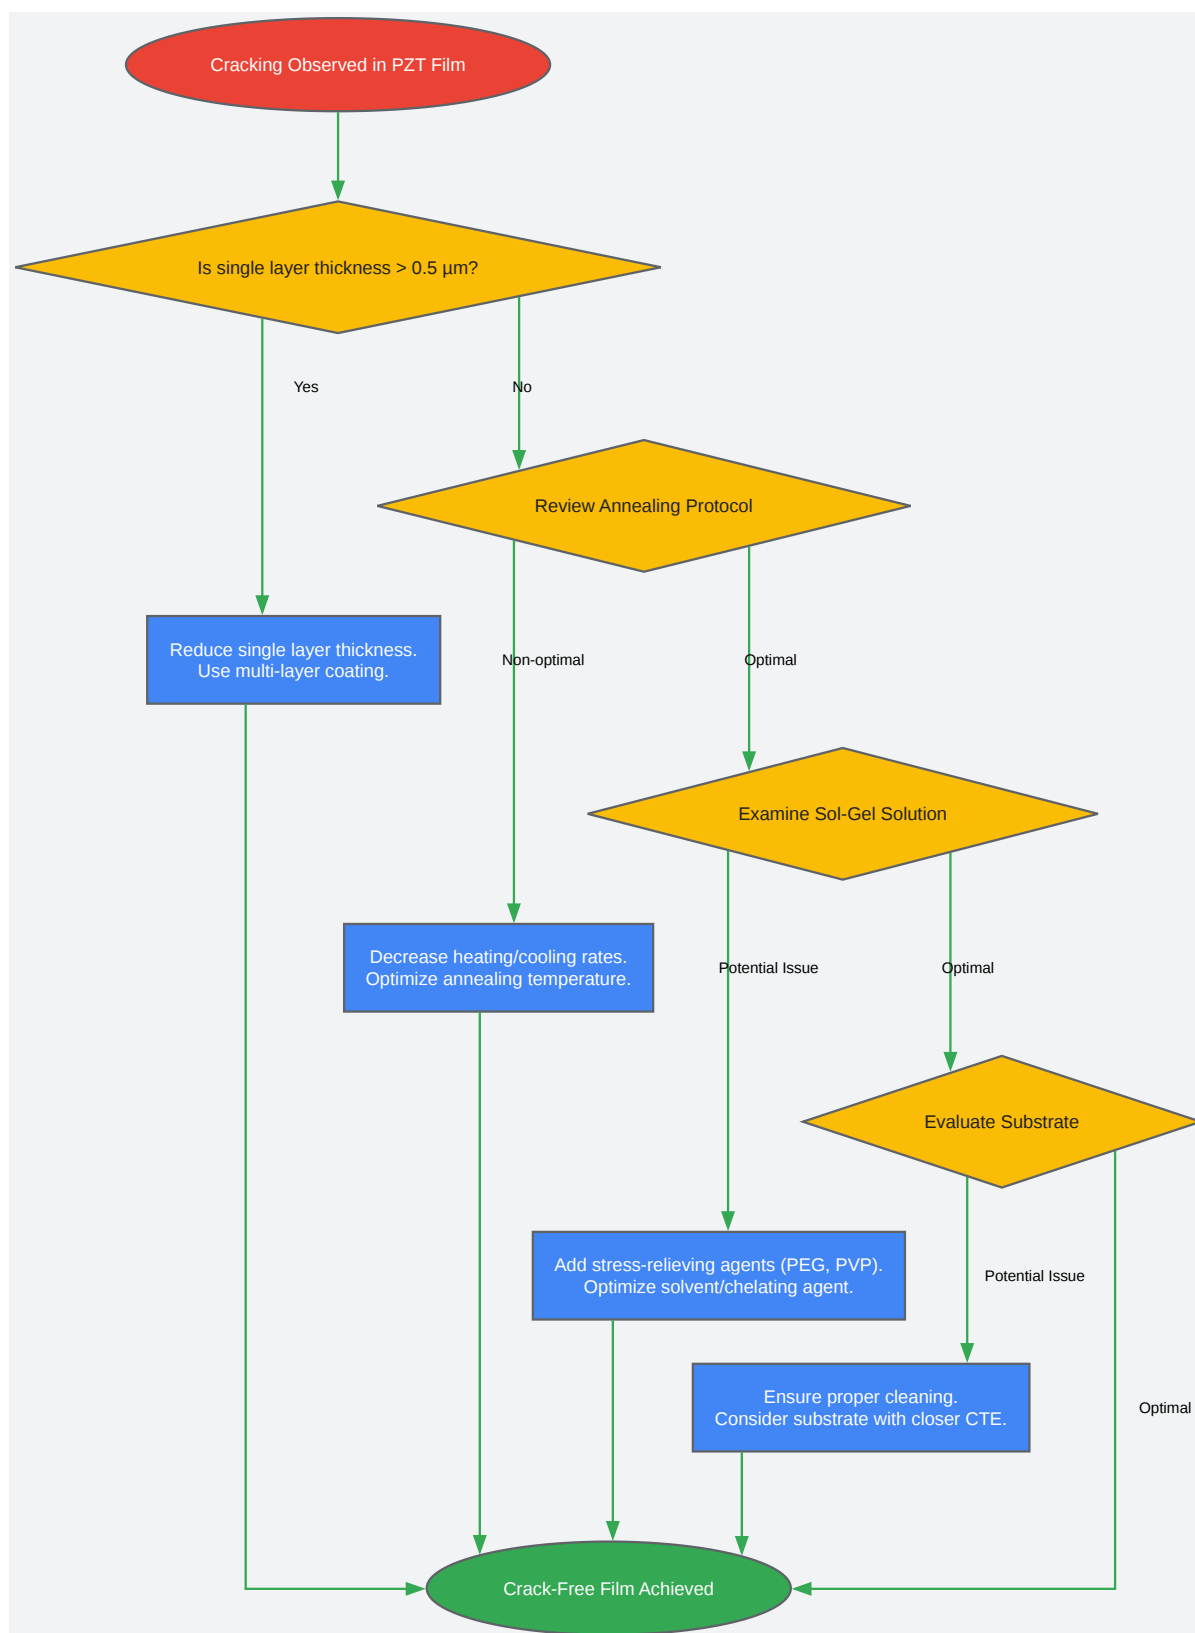 Cracking Observed in PZT Film
Is single layer thickness > 0.5 µm?
Yes
No
Review Annealing Protocol
Reduce single layer thickness.
Use multi-layer coating.
Non-optimal
Optimal
Examine Sol-Gel Solution
Decrease heating/cooling rates.
Optimize annealing temperature.
Potential Issue
Optimal
Evaluate Substrate
Add stress-relieving agents (PEG, PVP).
Optimize solvent/chelating agent.
Potential Issue
Ensure proper cleaning.
Consider substrate with closer CTE.
Optimal
Crack-Free Film Achieved